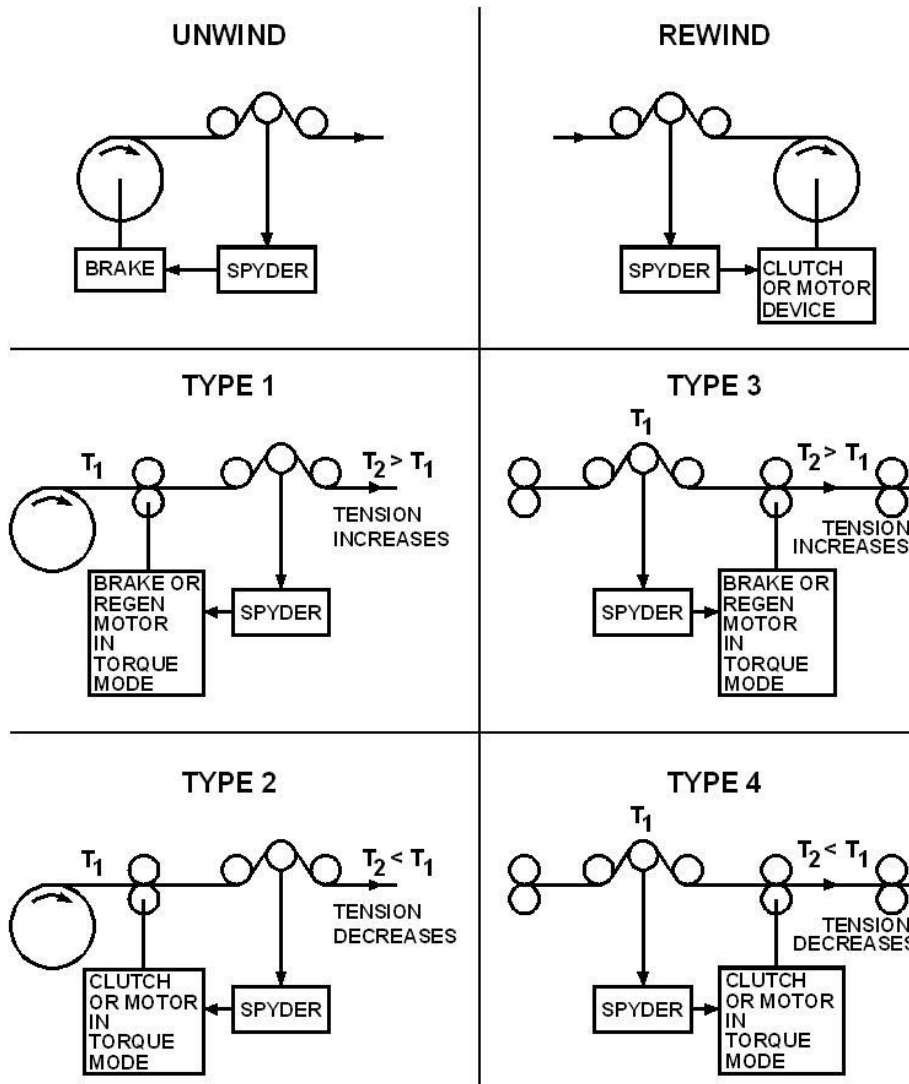 UNWIND
REWIND
BRAKE
SPYDER
SPYDER
CLUTCH
OR MOTOR
DEVICE
TYPE 1
T1
T2 > T1
TENSION
INCREASES
BRAKE OR
REGEN
MOTOR
IN
TORQUE
MODE
SPYDER
TYPE 3
T1
T2 > T1
TENSION
INCREASES
SPYDER
BRAKE OR
REGEN
MOTOR
IN
TORQUE
MODE
TYPE 2
T1
T2 < T1
TENSION
DECREASES
CLUTCH
OR MOTOR
IN
TORQUE
MODE
SPYDER
TYPE 4
T1
T2 < T1
TENSION
DECREASES
SPYDER
CLUTCH
OR MOTOR
IN
TORQUE
MODE